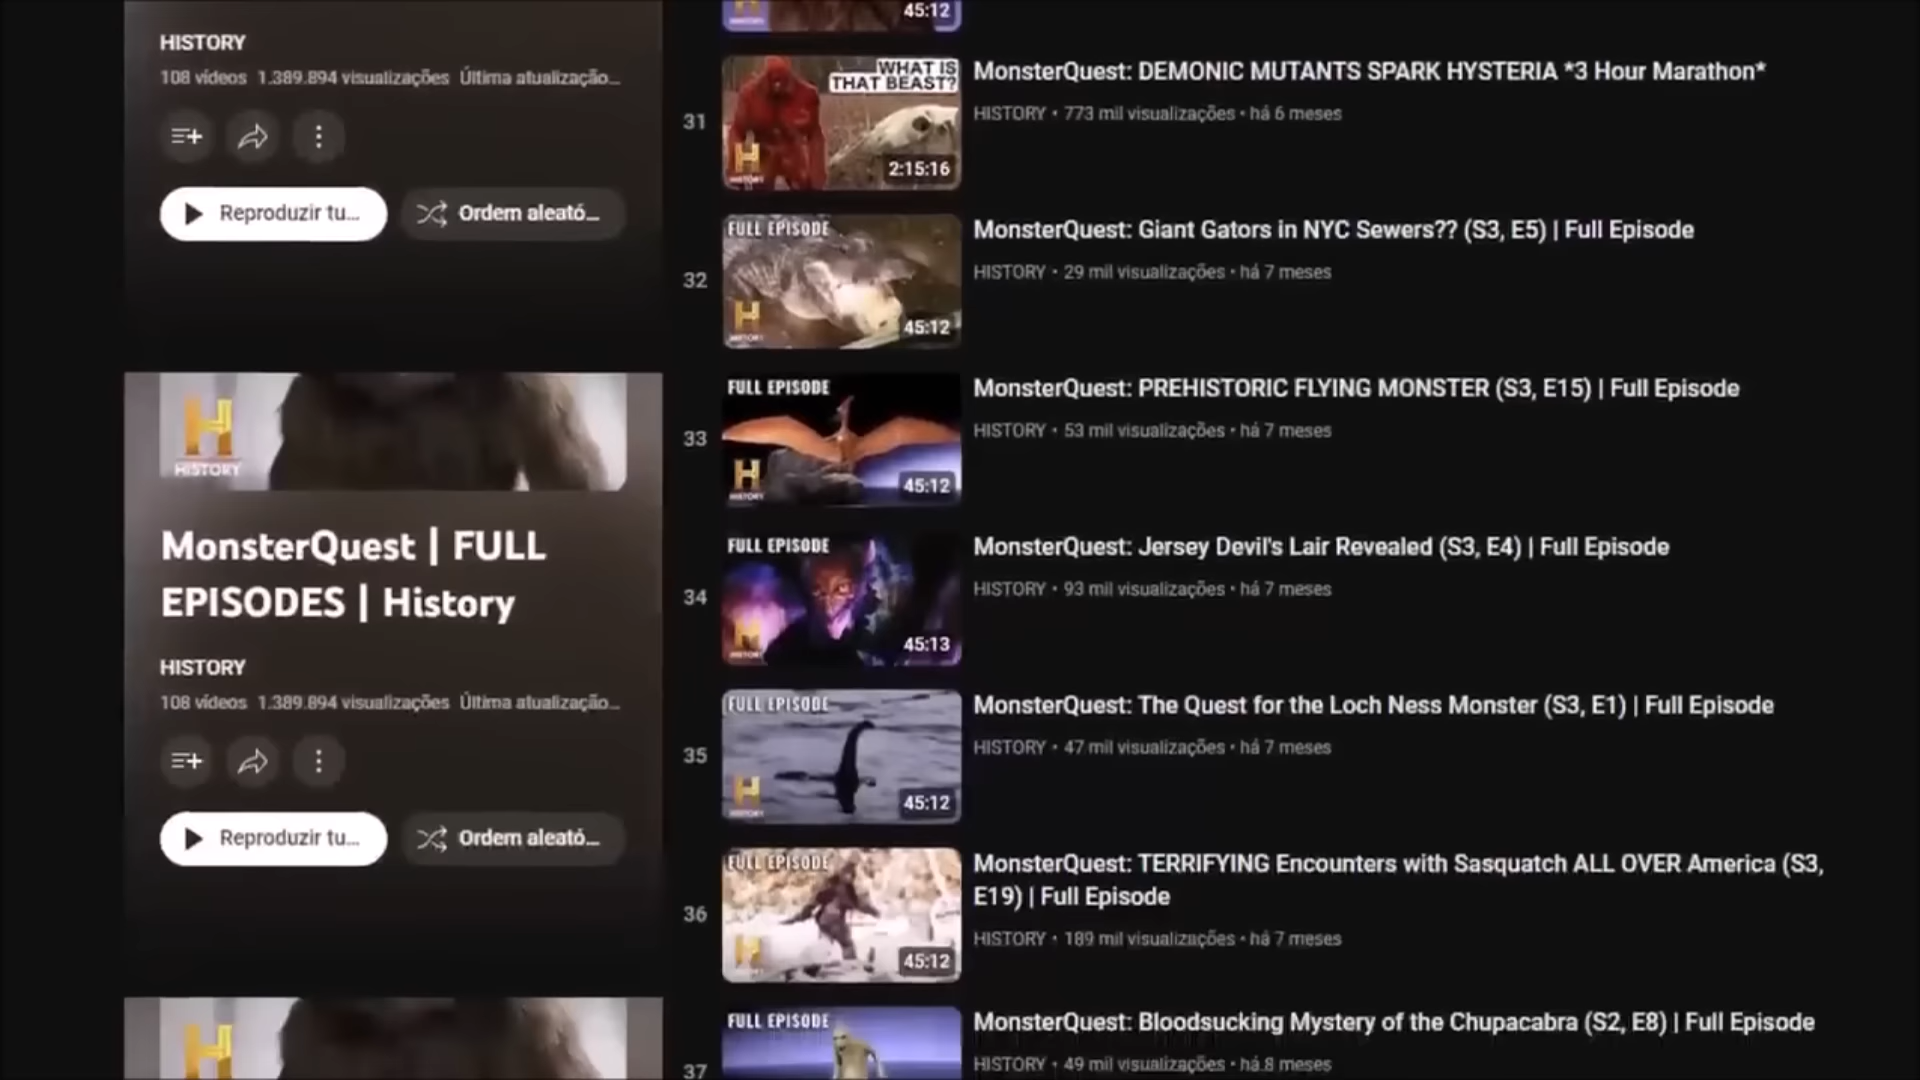 HISTORY
108 vídeos 1.389.894 visualizações Última atualização...
Reproduzir tu...
Ordem aleató...
HISTORY
MonsterQuest | FULL
EPISODES | History
HISTORY
108 vídeos 1.389.894 visualizações Última atualização...
Reproduzir tu...
Ordem aleató...
45:12
31
WHAT IS
THAT BEAST?
HISTORY
2:15:16
MonsterQuest: DEMONIC MUTANTS SPARK HYSTERIA *3 Hour Marathon*
HISTORY • 773 mil visualizações • há 6 meses
32
FULL EPISODE
HISTORY
45:12
MonsterQuest: Giant Gators in NYC Sewers?? (S3, E5) | Full Episode
HISTORY • 29 mil visualizações • há 7 meses
33
FULL EPISODE
HISTORY
45:12
MonsterQuest: PREHISTORIC FLYING MONSTER (S3, E15) | Full Episode
HISTORY • 53 mil visualizações • há 7 meses
34
FULL EPISODE
HISTORY
45:13
MonsterQuest: Jersey Devil's Lair Revealed (S3, E4) | Full Episode
HISTORY • 93 mil visualizações • há 7 meses
35
FULL EPISODE
HISTORY
45:12
MonsterQuest: The Quest for the Loch Ness Monster (S3, E1) | Full Episode
HISTORY • 47 mil visualizações • há 7 meses
36
FULL EPISODE
HISTORY
45:12
MonsterQuest: TERRIFYING Encounters with Sasquatch ALL OVER America (S3,
E19) | Full Episode
HISTORY • 189 mil visualizações • há 7 meses
37
FULL EPISODE
MonsterQuest: Bloodsucking Mystery of the Chupacabra (S2, E8) | Full Episode
HISTORY • 49 mil visualizações • há 8 meses